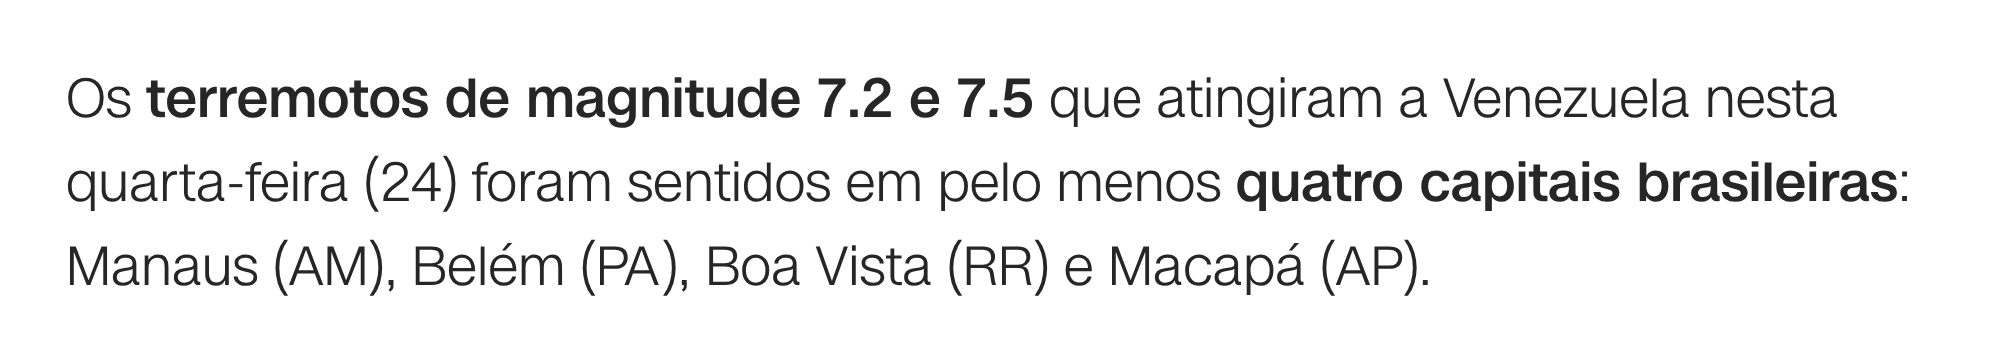 Os terremotos de magnitude 7.2 e 7.5 que atingiram a Venezuela nesta
quarta-feira (24) foram sentidos em pelo menos quatro capitais brasileiras:
Manaus (AM), Belém (PA), Boa Vista (RR) e Macapá (AP).